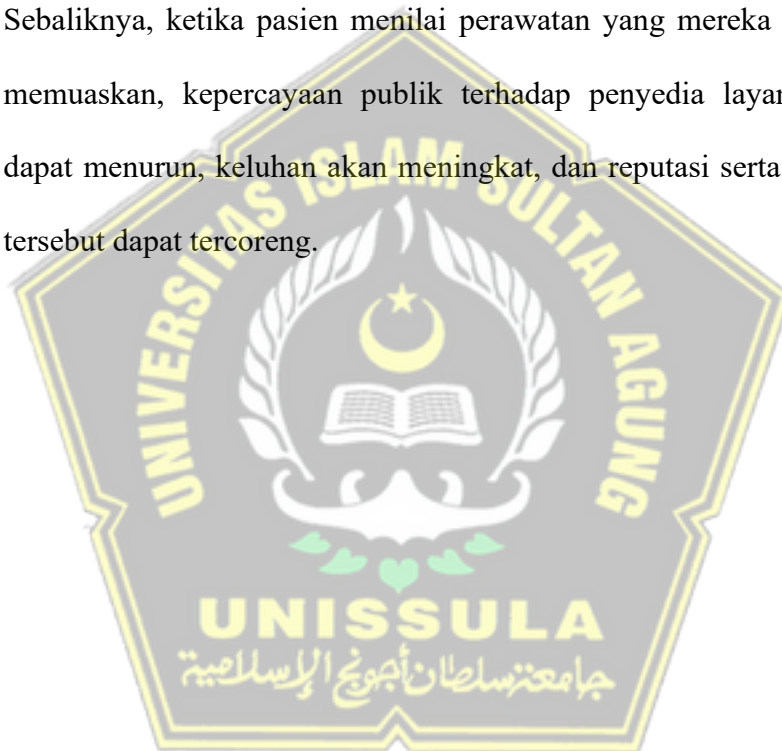 Sebaliknya, ketika pasien menilai perawatan yang mereka
memuaskan, kepercayaan publik terhadap penyedia layan
dapat menurun, keluhan akan meningkat, dan reputasi serta
tersebut dapat tercoreng.
UNIVERSITAS ISLAM SULTAN AGUNG
UNISSULA
جامعة سلطان أجونج الإسلامية